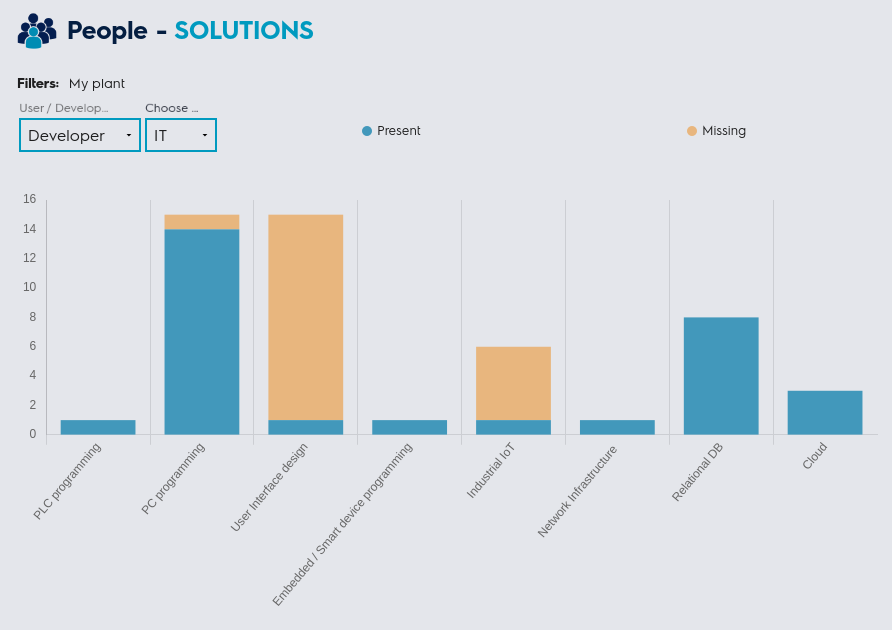 People - SOLUTIONS
Filters: My plant
User / Develop... Choose ...
Developer IT
Present Missing
16
14
12
10
8
6
4
2
0
PLC programming
PC programming
User Interface design
Embedded / Smart device programming
Industrial IoT
Network Infrastructure
Relational DB
Cloud